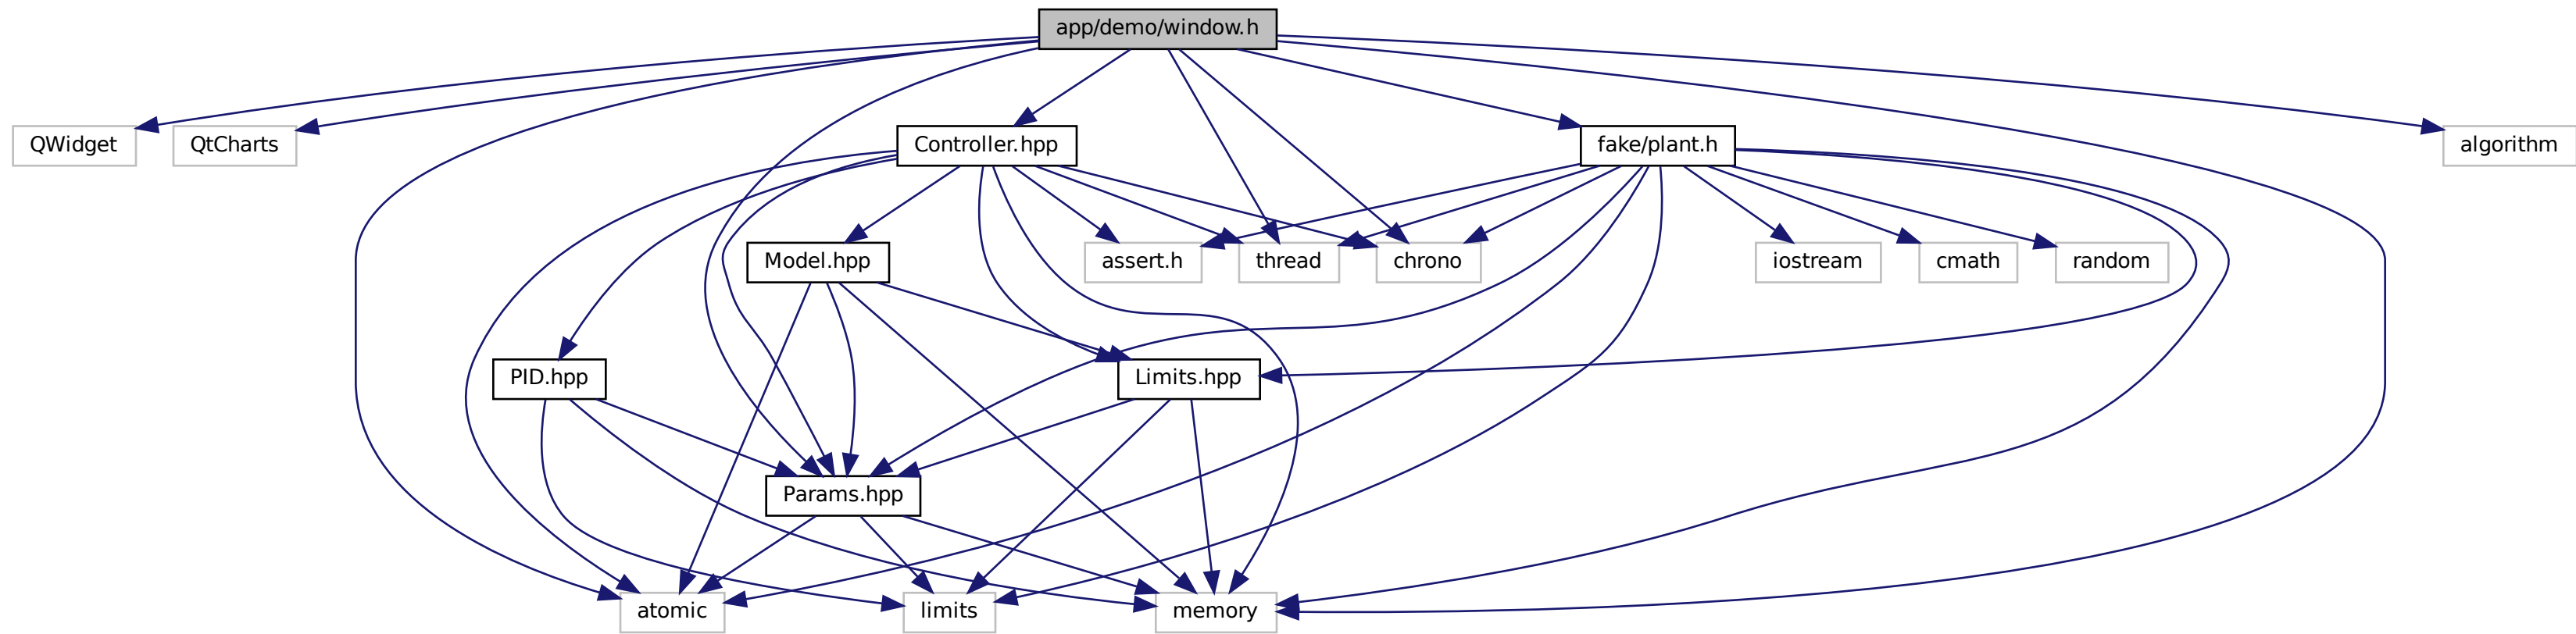 app/demo/window.h
QWidget
QtCharts
Controller.hpp
fake/plant.h
algorithm
Model.hpp
assert.h
thread
chrono
iostream
cmath
random
PID.hpp
Limits.hpp
Params.hpp
atomic
limits
memory